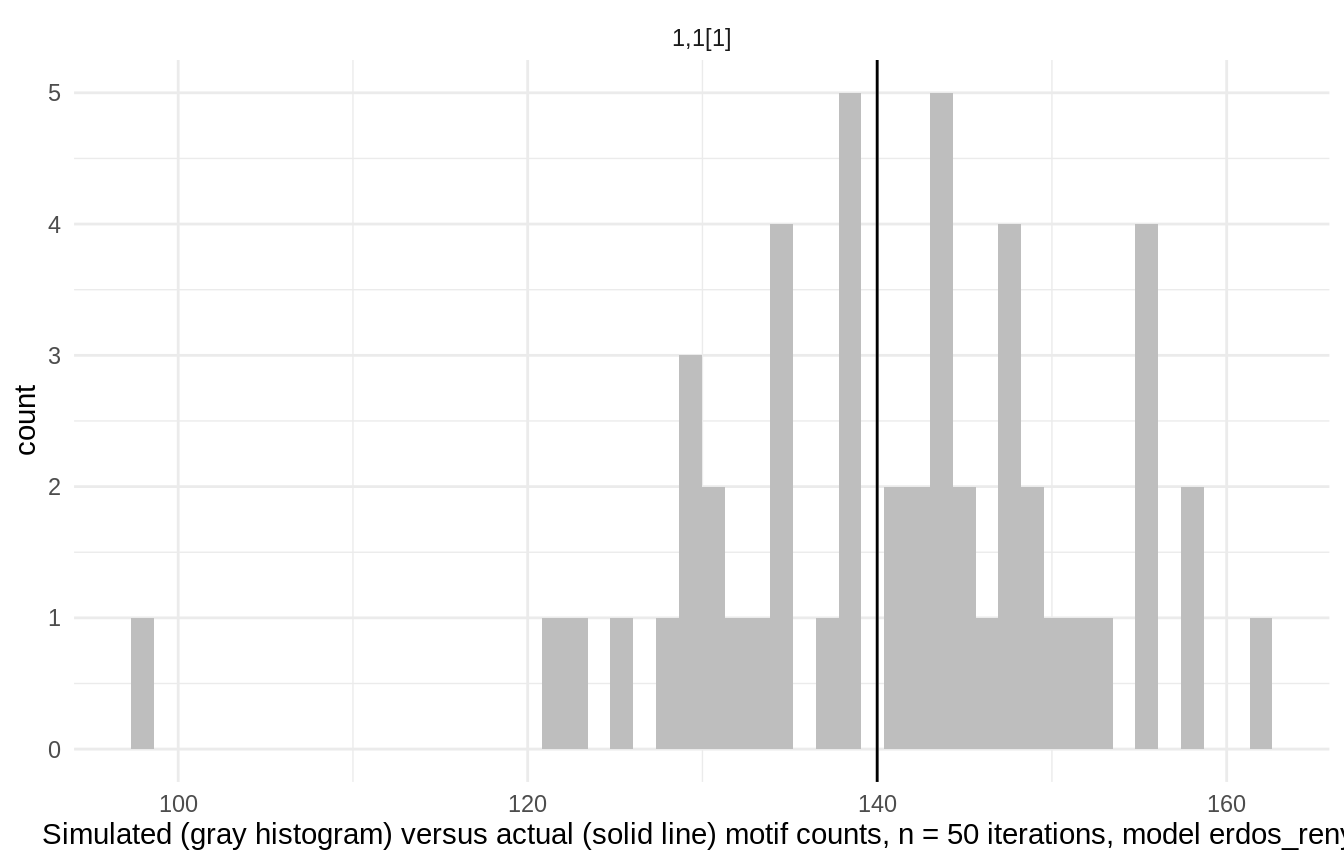 1,1[1]
5
4
3
2
1
0
count
100 120 140 160
Simulated (gray histogram) versus actual (solid line) motif counts, n = 50 iterations, model erdos_reny